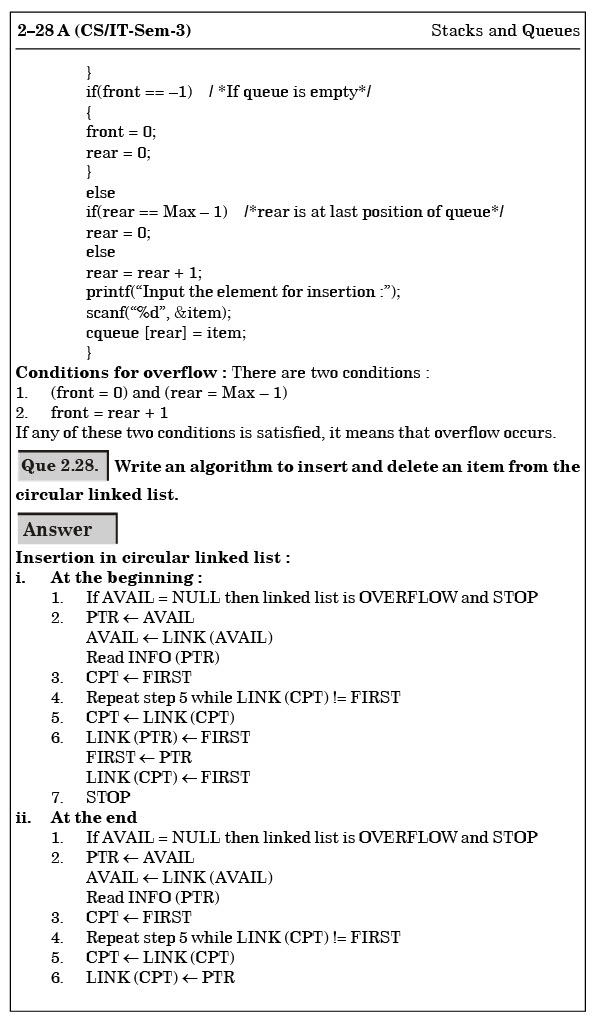 2–28 A (CS/IT-Sem-3) Stacks and Queues
}
if(front == –1) / *If queue is empty*/
{
front = 0;
rear = 0;
}
else
if(rear == Max – 1) /*rear is at last position of queue*/
rear = 0;
else
rear = rear + 1;
printf(“Input the element for insertion :”);
scanf(“%d”, &item);
cqueue [rear] = item;
}
Conditions for overflow : There are two conditions :
1. (front = 0) and (rear = Max – 1)
2. front = rear + 1
If any of these two conditions is satisfied, it means that overflow occurs.
Que 2.28. Write an algorithm to insert and delete an item from the
circular linked list.
Answer
Insertion in circular linked list :
i. At the beginning :
1. If AVAIL = NULL then linked list is OVERFLOW and STOP
2. PTR ← AVAIL
AVAIL ← LINK (AVAIL)
Read INFO (PTR)
3. CPT ← FIRST
4. Repeat step 5 while LINK (CPT) != FIRST
5. CPT ← LINK (CPT)
6. LINK (PTR) ← FIRST
FIRST ← PTR
LINK (CPT) ← FIRST
7. STOP
ii. At the end
1. If AVAIL = NULL then linked list is OVERFLOW and STOP
2. PTR ← AVAIL
AVAIL ← LINK (AVAIL)
Read INFO (PTR)
3. CPT ← FIRST
4. Repeat step 5 while LINK (CPT) != FIRST
5. CPT ← LINK (CPT)
6. LINK (CPT) ← PTR